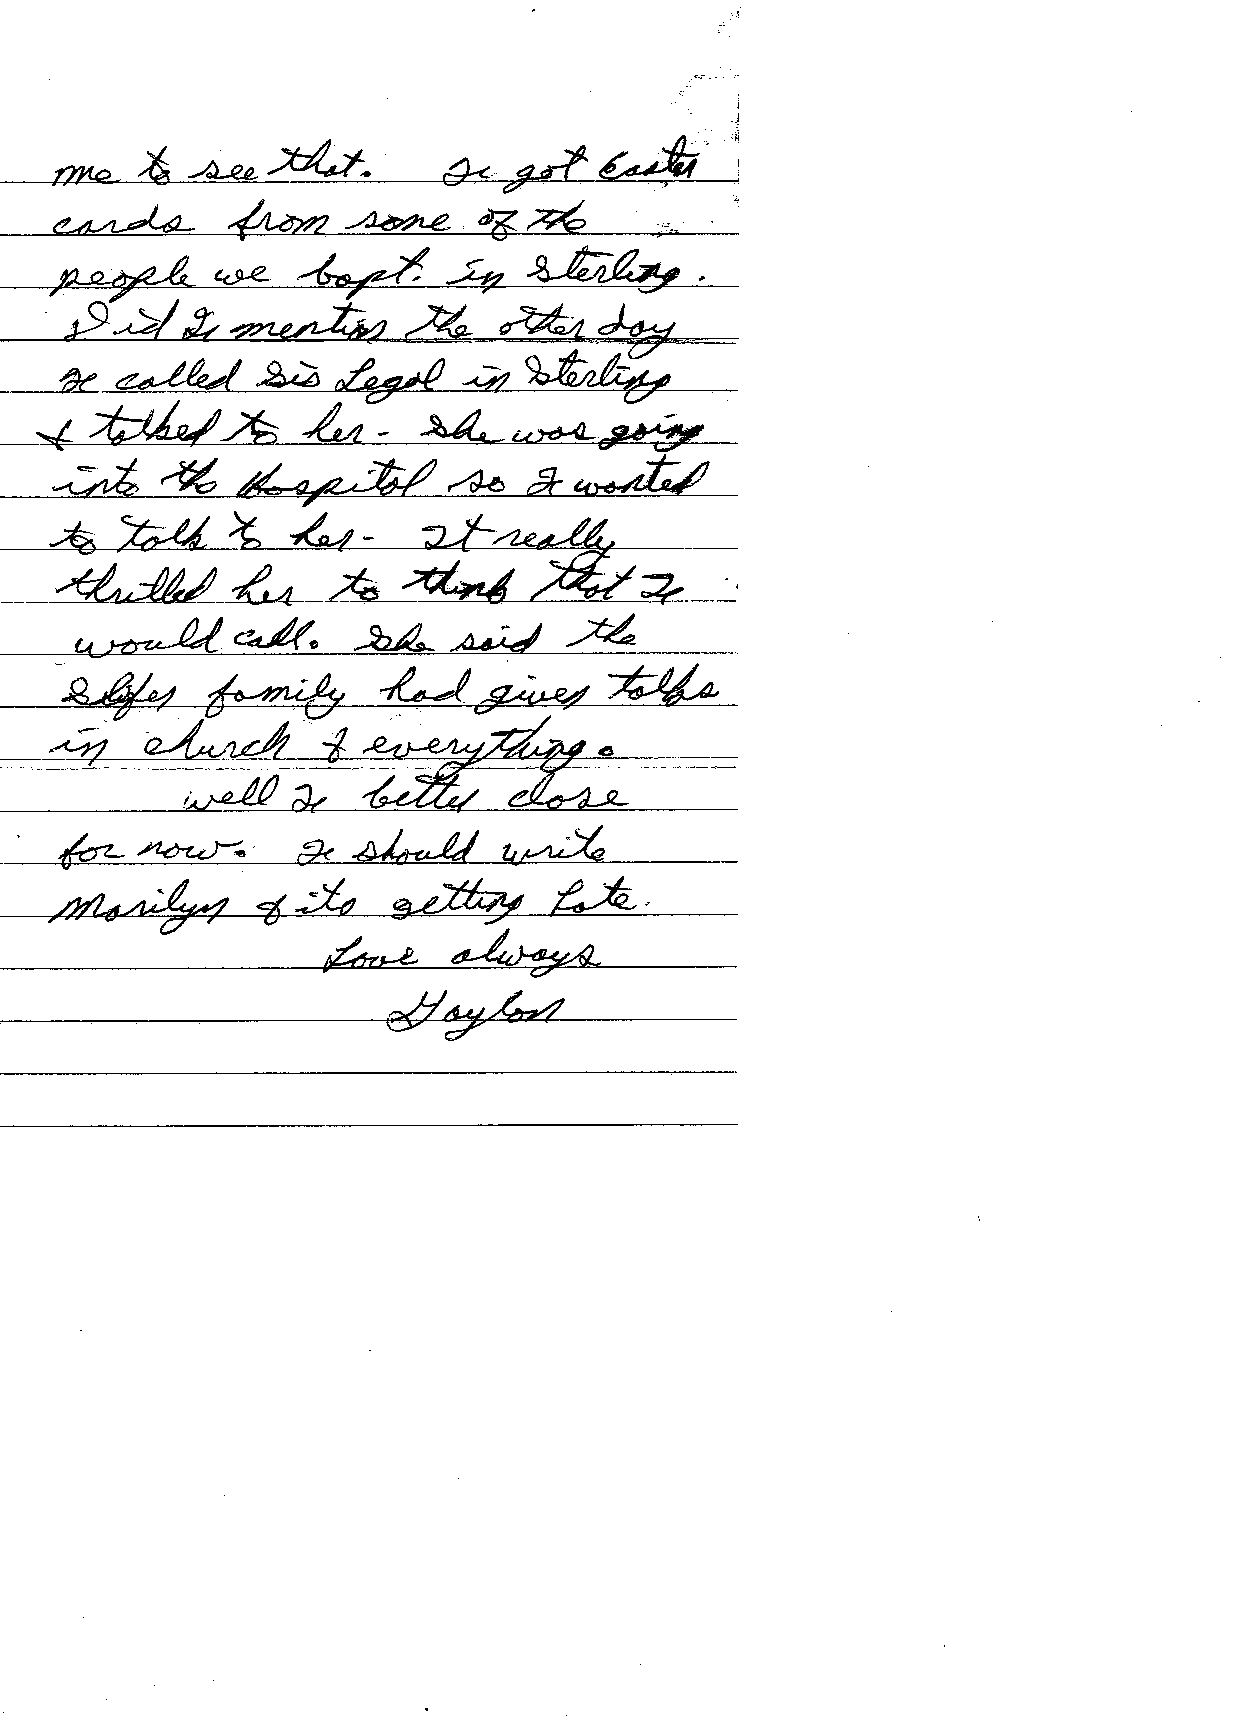 me to see that. I got Easter
cards from some of the
people we bapt. in Sterling.
Did I mention the other day
I called Sis Legal in Sterling
& talked to her - She was going
into the Hospital so I wanted
to talk to her - It really
thrilled her to think that I
would call. She said the
family had given talks
in church & everything.
well I better close
for now. I should write
Marilyn & its getting late.
Love always
Gaylon